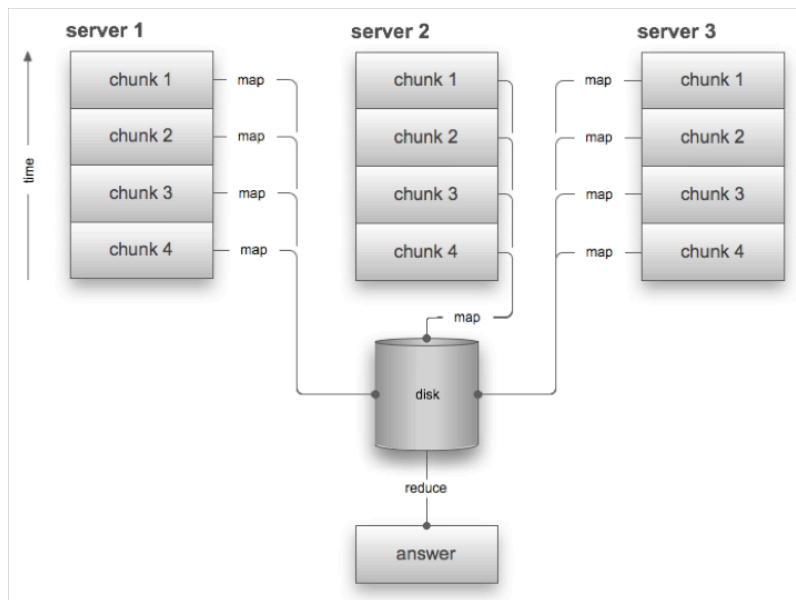 server 1
server 2
server 3
time
chunk 1
map
chunk 2
map
chunk 3
map
chunk 4
map
chunk 1
chunk 2
chunk 3
chunk 4
map
map
chunk 1
map
chunk 2
map
chunk 3
map
chunk 4
disk
reduce
answer